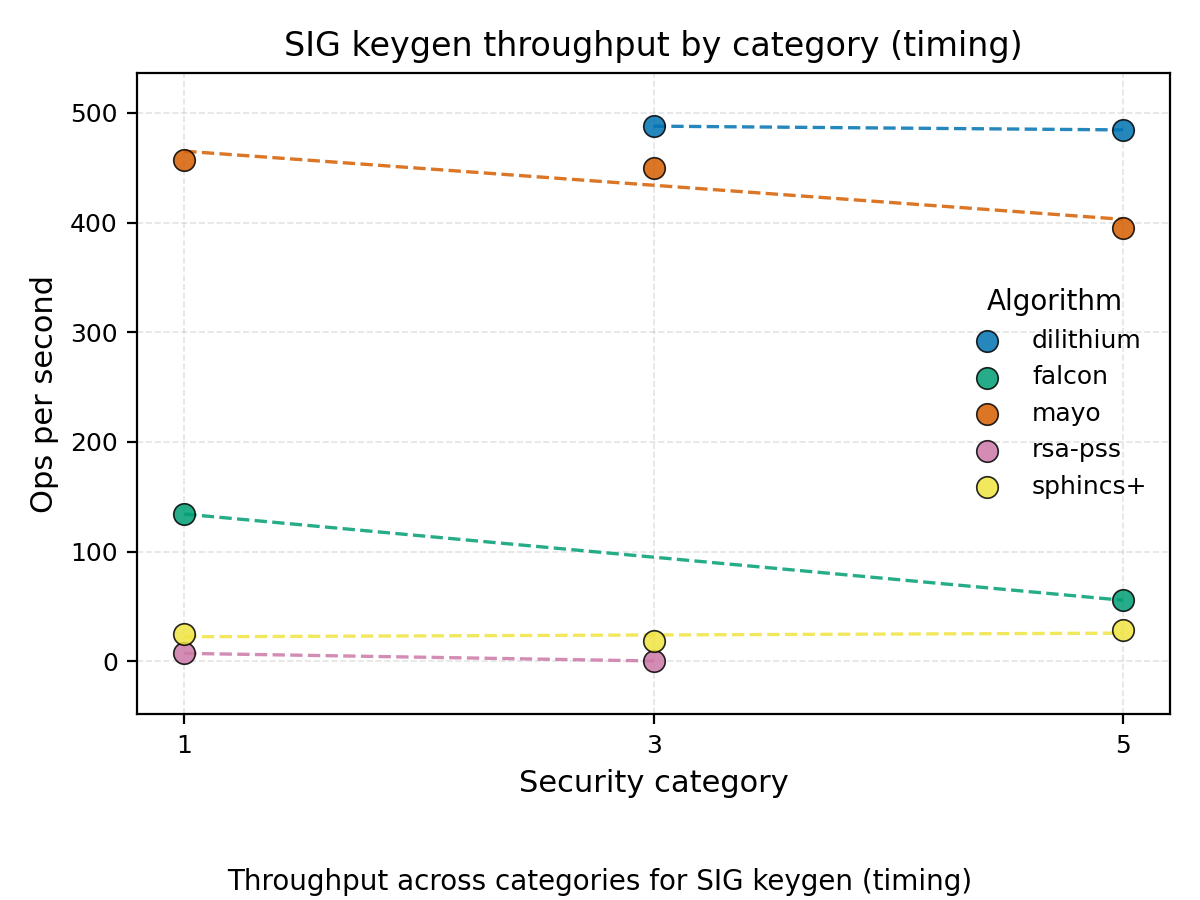 SIG keygen throughput by category (timing)
500
400
300
200
100
0
Ops per second
Algorithm
dilithium
falcon
mayo
rsa-pss
sphincs+
1
3
5
Security category
Throughput across categories for SIG keygen (timing)